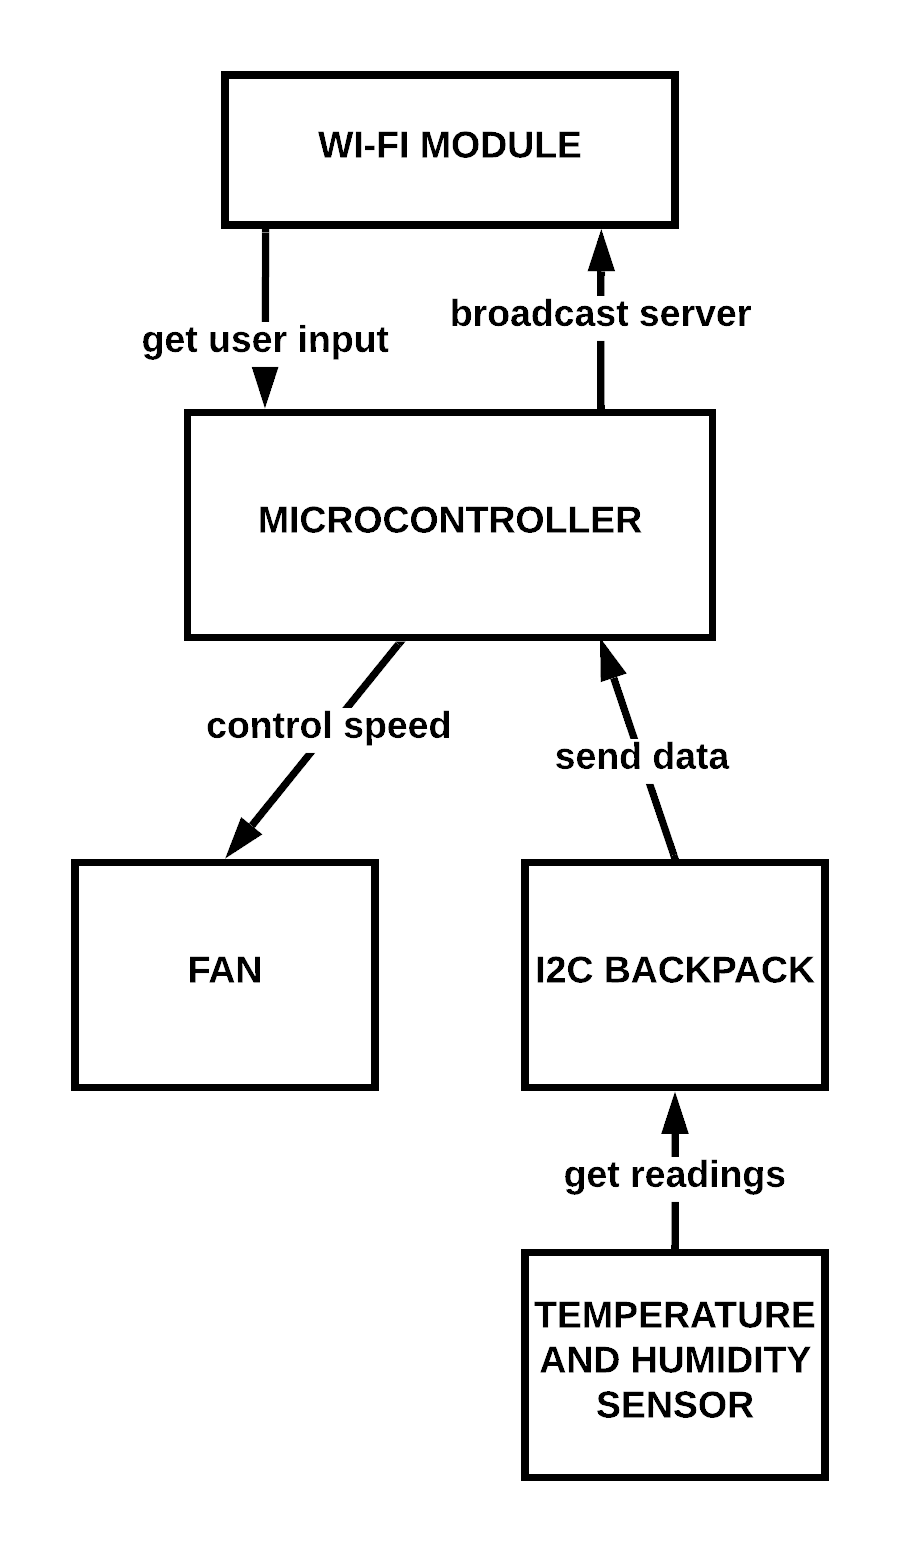 WI-FI MODULE
get user input
broadcast server
MICROCONTROLLER
control speed
send data
FAN
I2C BACKPACK
get readings
TEMPERATURE
AND HUMIDITY
SENSOR